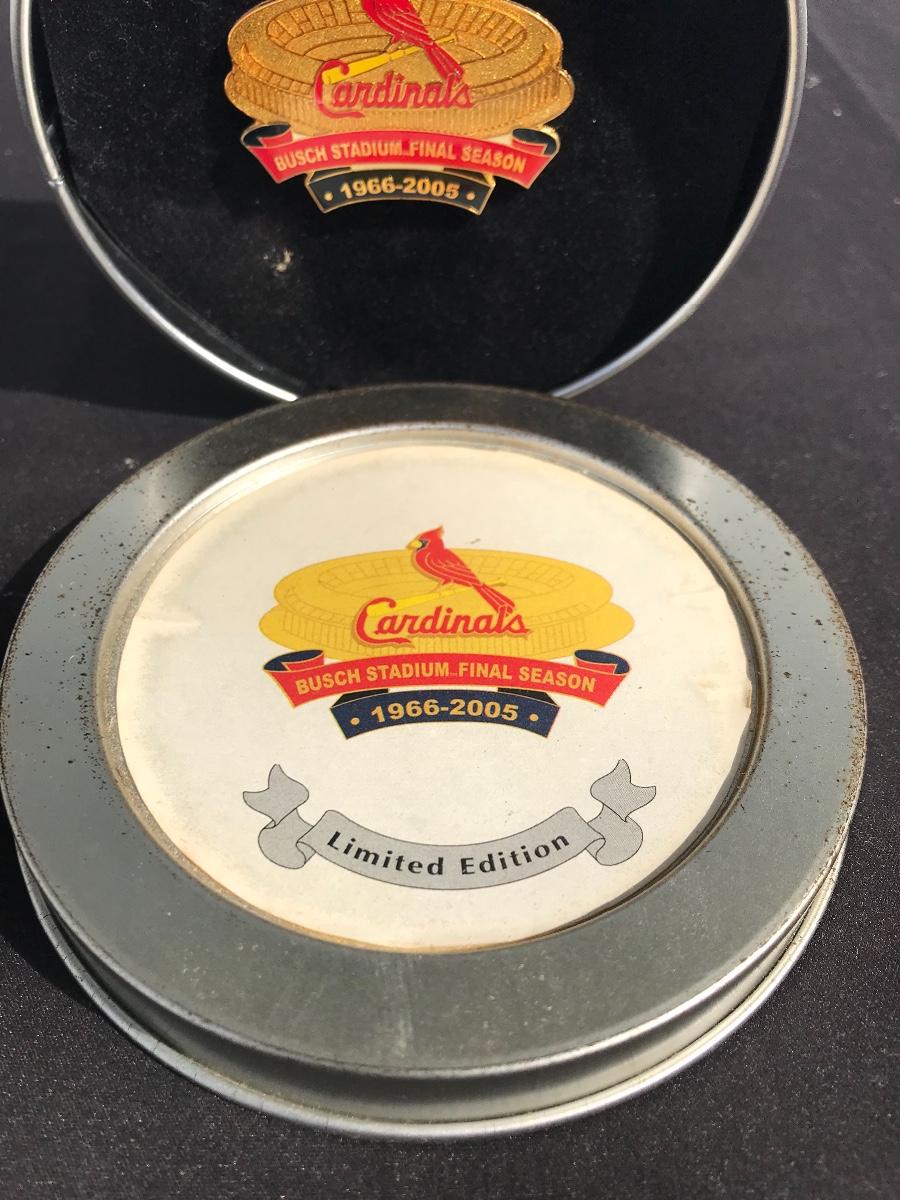 Cardinals
BUSCH STADIUM...FINAL SEASON
• 1966-2005 •
Cardinals
BUSCH STADIUM...FINAL SEASON
• 1966-2005 •
Limited Edition